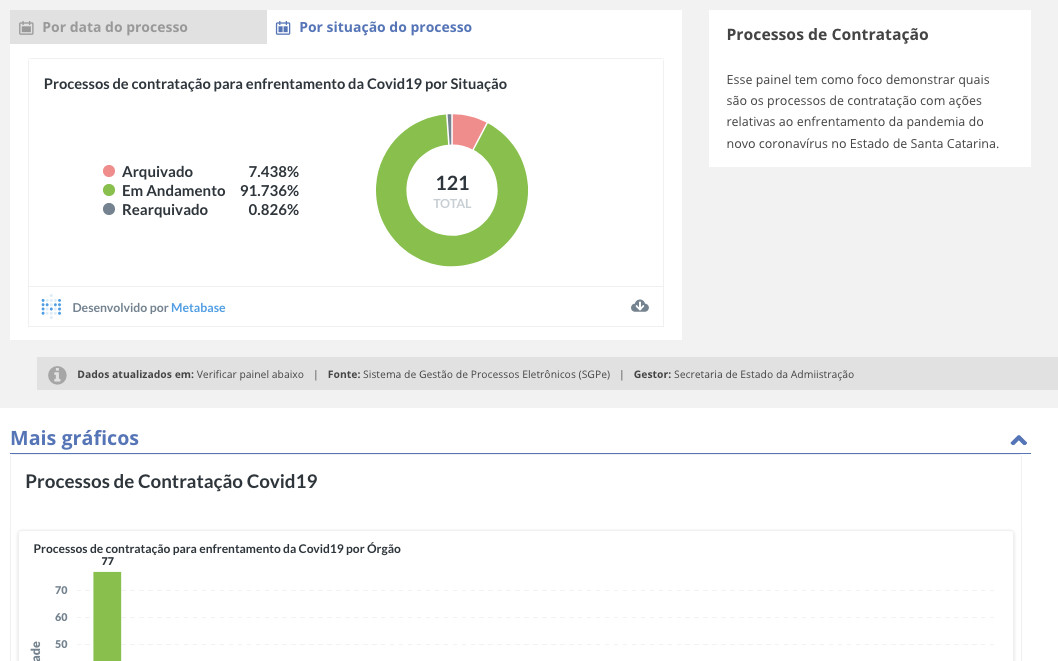 Por data do processo
Por situação do processo
Processos de contratação para enfrentamento da Covid19 por Situação
Arquivado 7.438%
Em Andamento 91.736%
Rearquivado 0.826%
121
TOTAL
Desenvolvido por Metabase
Processos de Contratação
Esse painel tem como foco demonstrar quais
são os processos de contratação com ações
relativas ao enfrentamento da pandemia do
novo coronavírus no Estado de Santa Catarina.
Dados atualizados em: Verificar painel abaixo | Fonte: Sistema de Gestão de Processos Eletrônicos (SGPe) | Gestor: Secretaria de Estado da Admiistração
Mais gráficos
Processos de Contratação Covid19
Processos de contratação para enfrentamento da Covid19 por Órgão
77
70
60
50